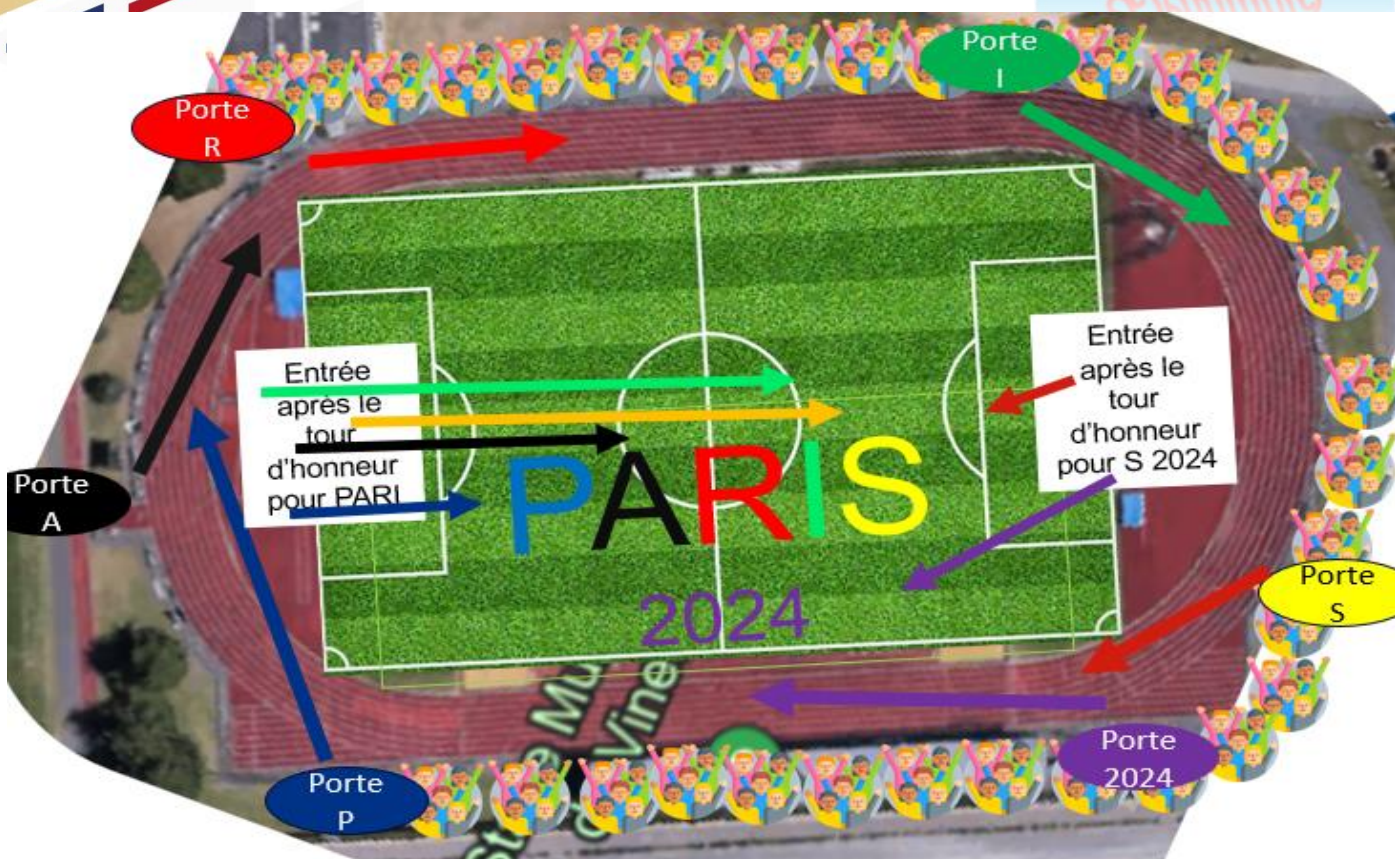 Porte
I
Porte
R
Entrée
après le
tour
d'honneur
pour PARI
Entrée
après le
tour
d'honneur
pour S 2024
Porte
A
PARIS
Porte
S
2024
Porte
2024
Porte
P